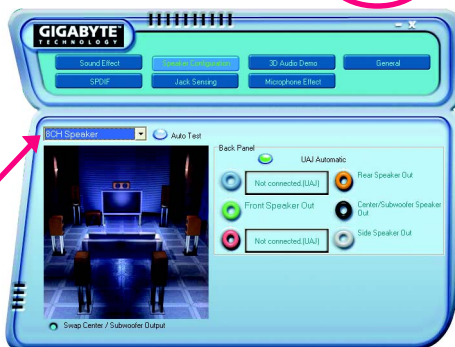 GIGABYTE™
TECHNOLOGY
Sound Effect
Speaker Configuration
3D Audio Demo
General
SPDIF
Jack Sensing
Microphone Effect
8CH Speaker
Auto Test
Back Panel
UAJ Automatic
Not connected.(UAJ)
Rear Speaker Out
Front Speaker Out
Center/Subwoofer Speaker
Out
Not connected.(UAJ)
Side Speaker Out
Swap Center / Subwoofer Output